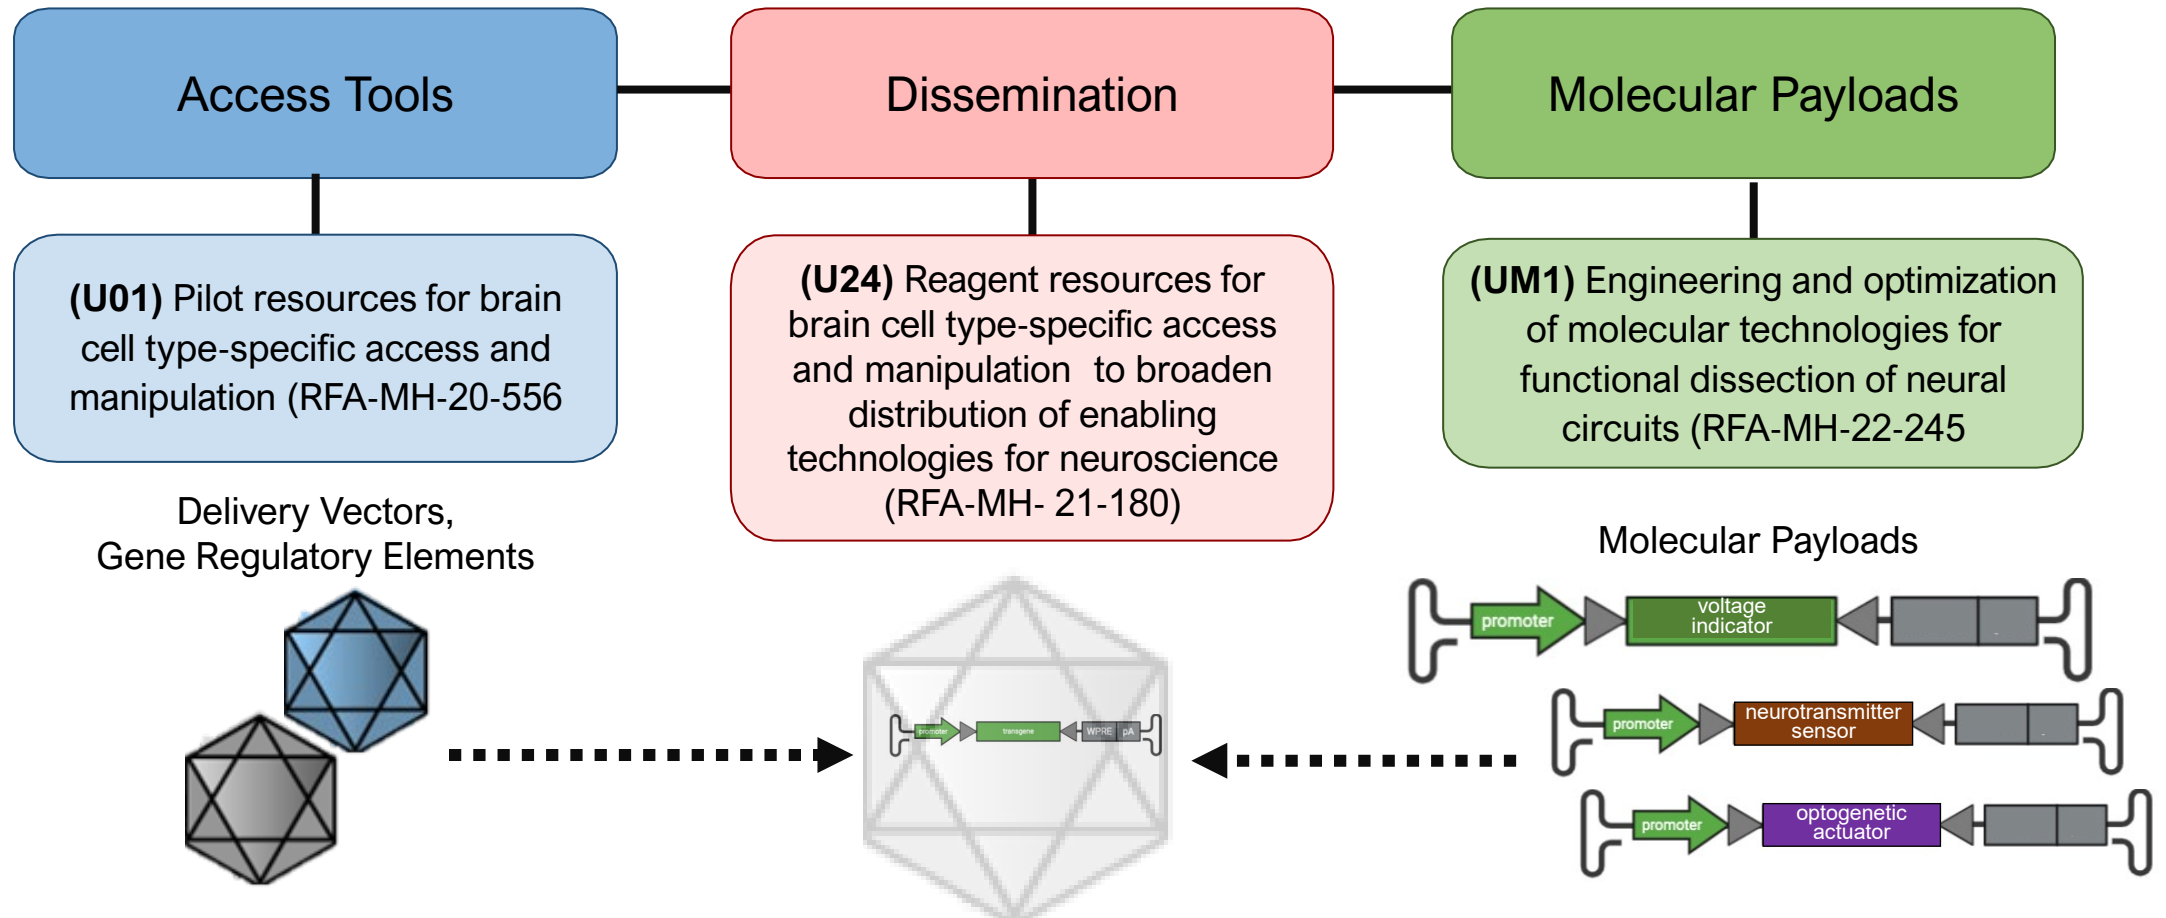 Access Tools
Dissemination
Molecular Payloads
(U01) Pilot resources for brain
cell type-specific access and
manipulation (RFA-MH-20-556
(U24) Reagent resources for
brain cell type-specific access
and manipulation  to broaden
distribution of enabling
technologies for neuroscience
(RFA-MH- 21-180)
(UM1) Engineering and optimization
of molecular technologies for
functional dissection of neural
circuits (RFA-MH-22-245
Delivery Vectors,
Gene Regulatory Elements
Molecular Payloads
promoter
voltage
indicator
promoter
neurotransmitter
sensor
promoter
optogenetic
actuator
promoter
transgene
WPRE
pA